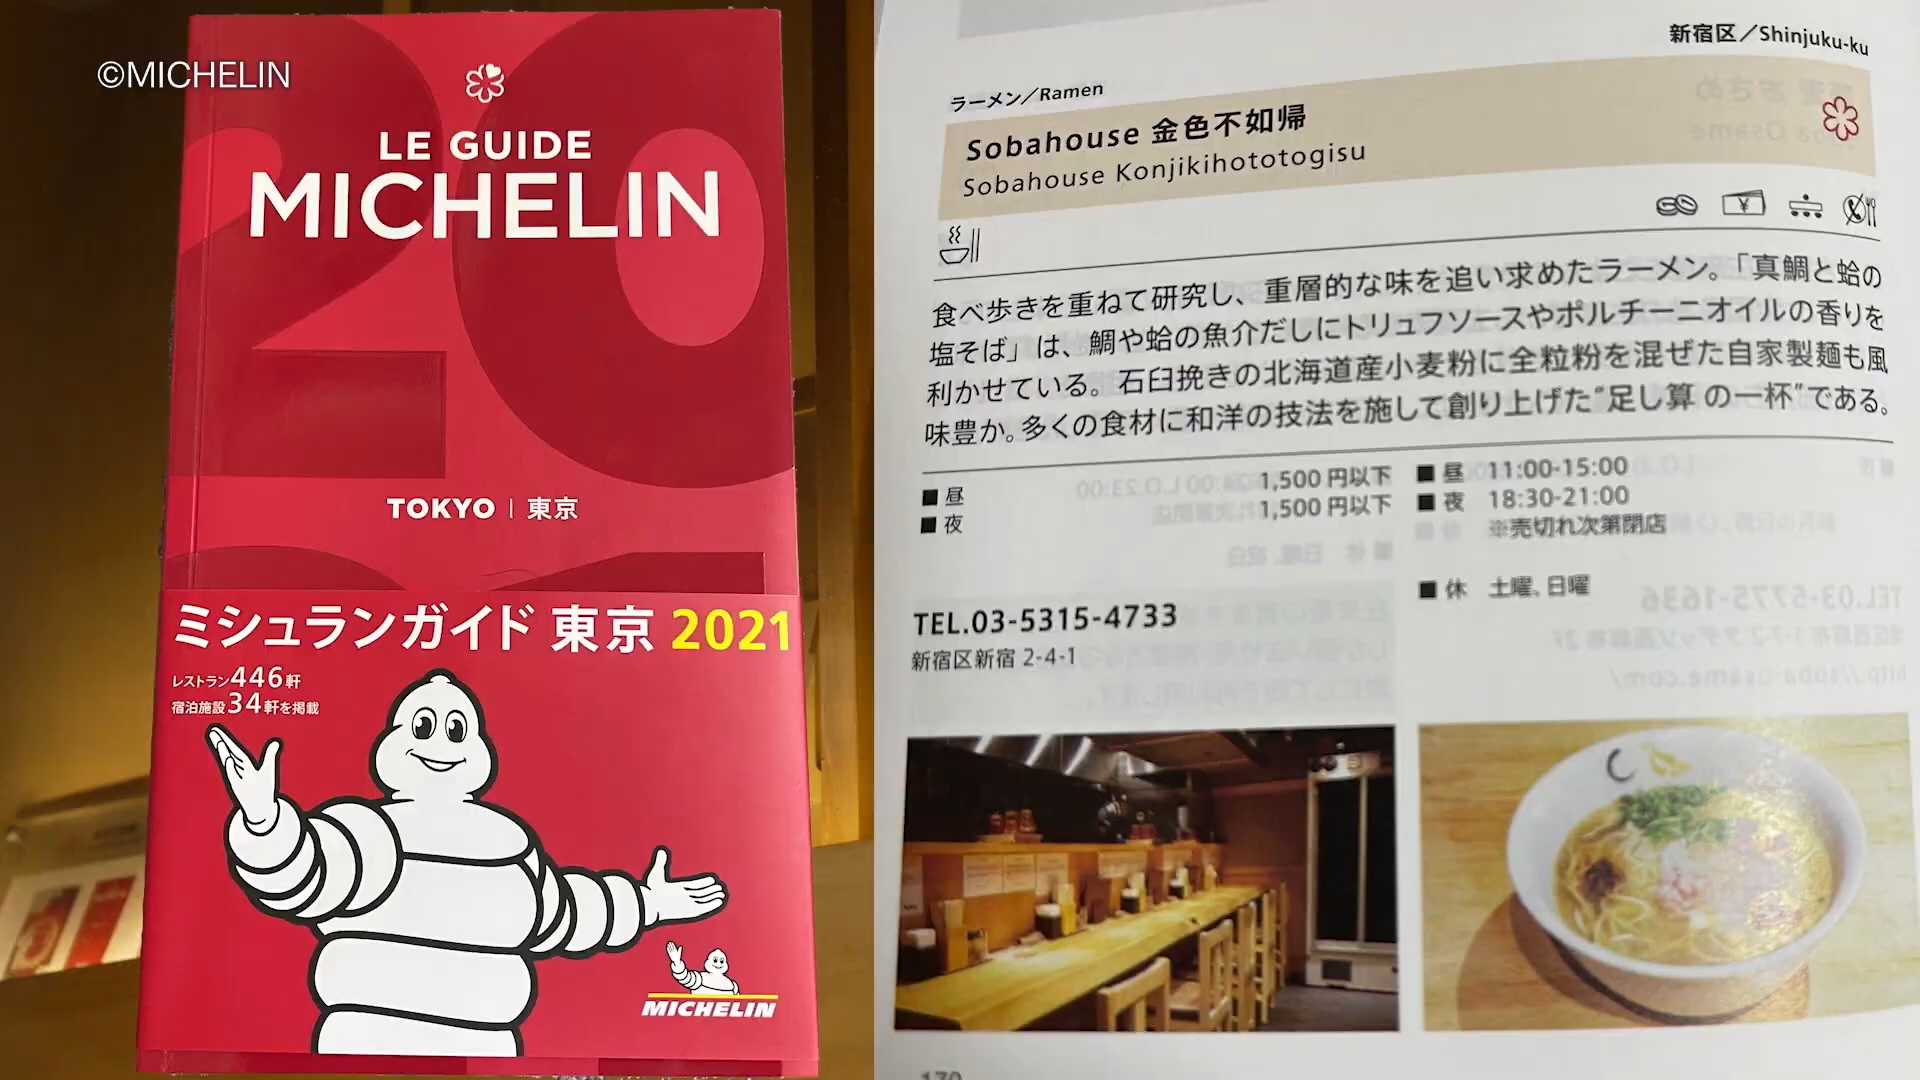 ©MICHELIN
LE GUIDE
MICHELIN
TOKYO | 東京
ミシュランガイド 東京 2021
レストラン446軒
宿泊施設34軒を掲載
MICHELIN
新宿区／Shinjuku-ku
ラーメン／Ramen
Sobahouse 金色不如帰
Sobahouse Konjikihototogisu
食べ歩きを重ねて研究し、重層的な味を追い求めたラーメン。「真鯛と蛤の
塩そば」は、鯛や蛤の魚介だしにトリュフソースやポルチーニオイルの香りを
利かせている。石臼挽きの北海道産小麦粉に全粒粉を混ぜた自家製麺も風
味豊か。多くの食材に和洋の技法を施して創り上げた“足し算 の一杯”である。
■ 昼 1,500 円以下
■ 夜 1,500 円以下
■ 昼 11:00-15:00
■ 夜 18:30-21:00
※売切れ次第閉店
■ 休 土曜、日曜
TEL.03-5315-4733
新宿区新宿 2-4-1